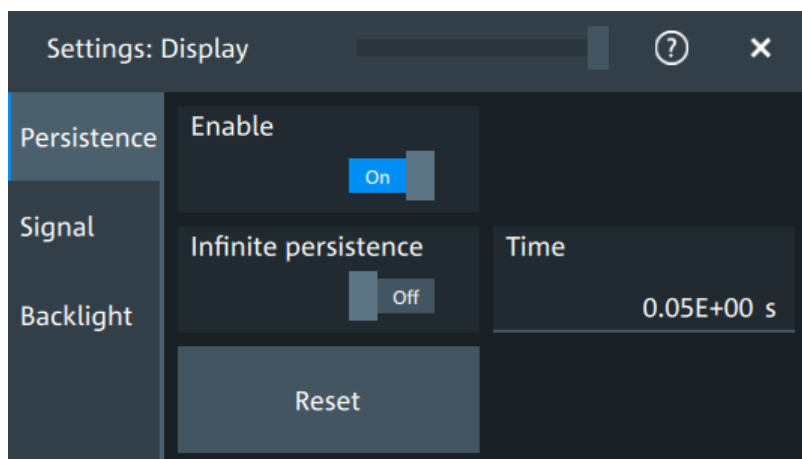 Settings: Display
?
Persistence
Enable
On
Signal
Infinite persistence
Time
Off
0.05E+00 s
Backlight
Reset